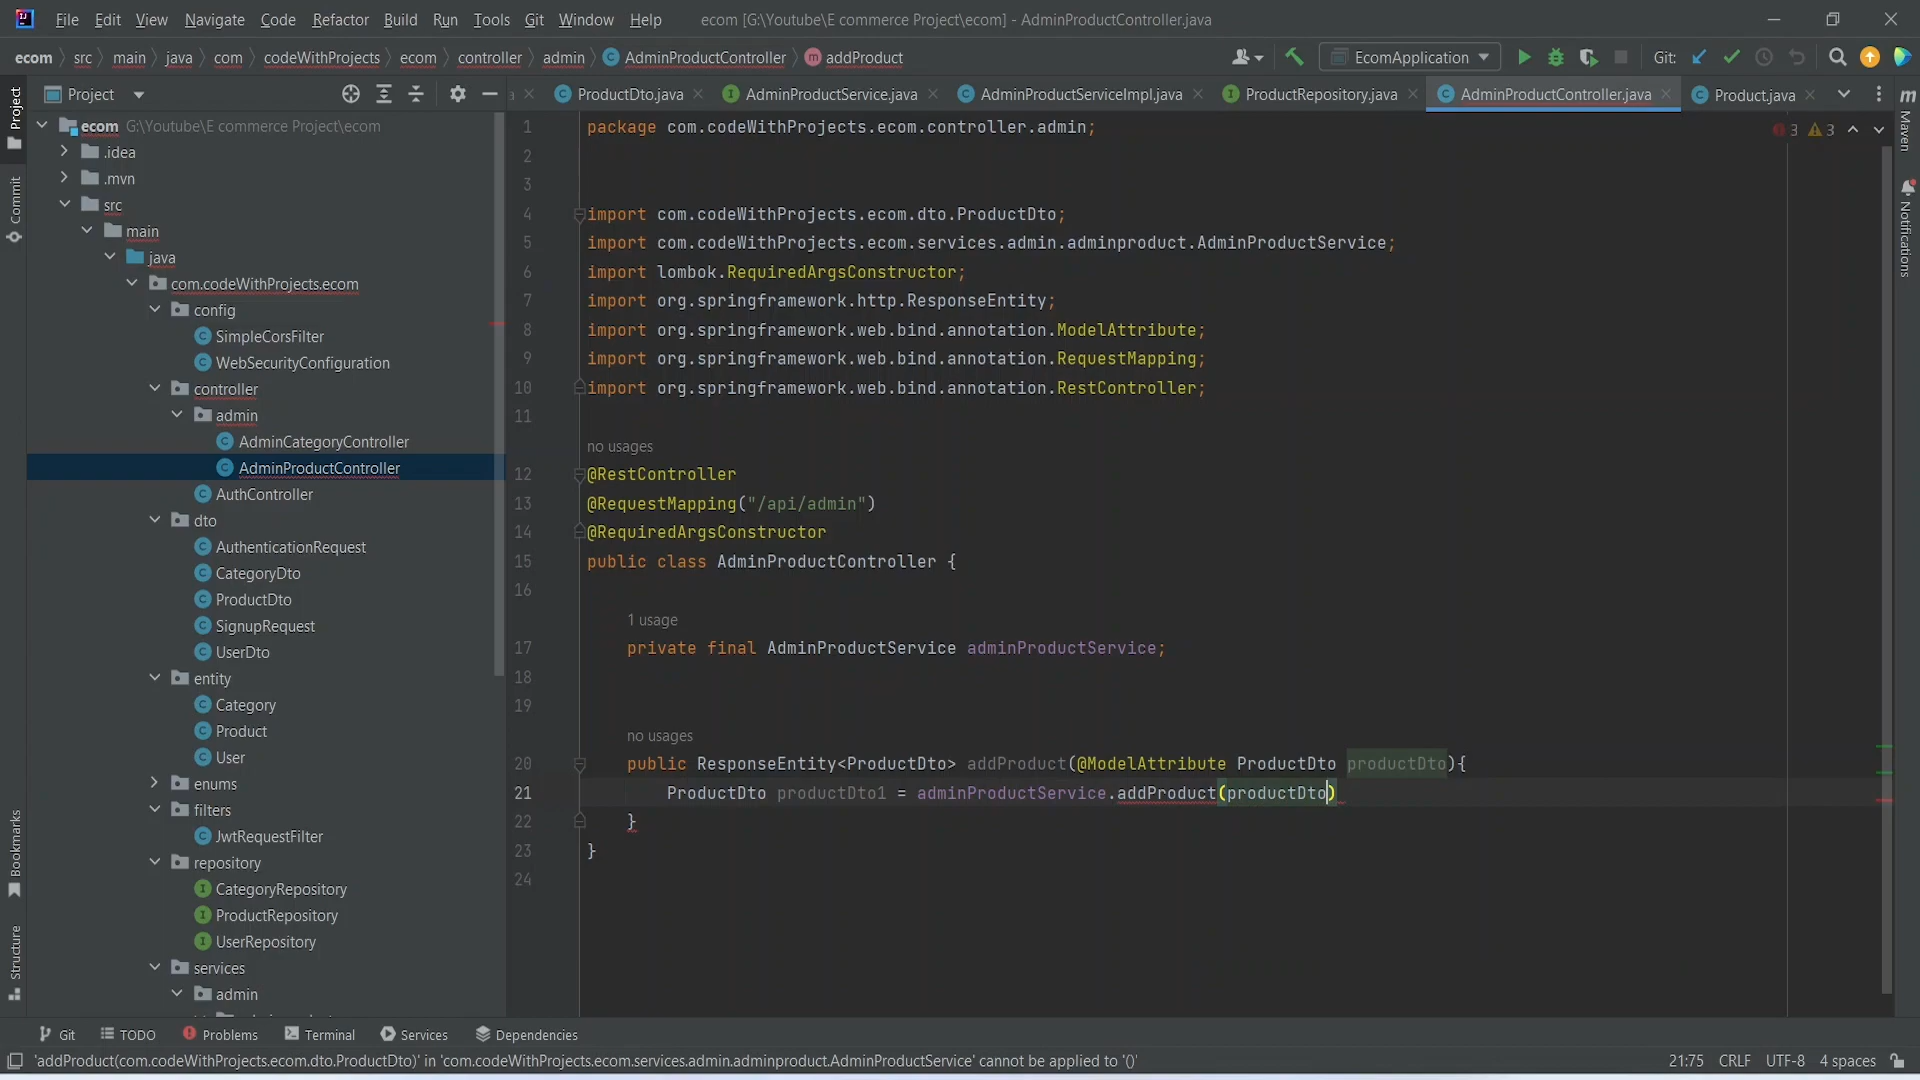 File Edit View Navigate Code Refactor Build Run Tools Git Window Help ecom [G:\Youtube\E commerce Project\ecom] - AdminProductController.java
ecom src main java com codeWithProjects ecom controller admin AdminProductController addProduct EcomApplication Git:
Project
ProductDto.java AdminProductService.java AdminProductServiceImpl.java ProductRepository.java AdminProductController.java Product.java
3 3
ecom G:\Youtube\E commerce Project\ecom
.idea
.mvn
src
main
java
com.codeWithProjects.ecom
config
SimpleCorsFilter
WebSecurityConfiguration
controller
admin
AdminCategoryController
AdminProductController
AuthController
dto
AuthenticationRequest
CategoryDto
ProductDto
SignupRequest
UserDto
entity
Category
Product
User
enums
filters
JwtRequestFilter
repository
CategoryRepository
ProductRepository
UserRepository
services
admin
1 package com.codeWithProjects.ecom.controller.admin;
2
3
4 import com.codeWithProjects.ecom.dto.ProductDto;
5 import com.codeWithProjects.ecom.services.admin.adminproduct.AdminProductService;
6 import lombok.RequiredArgsConstructor;
7 import org.springframework.http.ResponseEntity;
8 import org.springframework.web.bind.annotation.ModelAttribute;
9 import org.springframework.web.bind.annotation.RequestMapping;
10 import org.springframework.web.bind.annotation.RestController;
11
no usages
12 @RestController
13 @RequestMapping("/api/admin")
14 @RequiredArgsConstructor
15 public class AdminProductController {
16
1 usage
17 private final AdminProductService adminProductService;
18
19
no usages
20 public ResponseEntity<ProductDto> addProduct(@ModelAttribute ProductDto productDto){
21 ProductDto productDto1 = adminProductService.addProduct(productDto)
22 }
23 }
24
Project
Commit
Bookmarks
Structure
Maven
Notifications
Git TODO Problems Terminal Services Dependencies
'addProduct(com.codeWithProjects.ecom.dto.ProductDto)' in 'com.codeWithProjects.ecom.services.admin.adminproduct.AdminProductService' cannot be applied to '()' 21:75 CRLF UTF-8 4 spaces